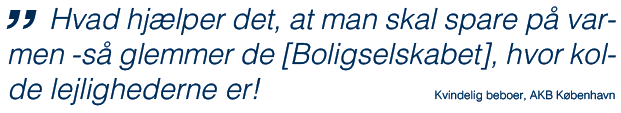 ” Hvad hjælper det, at man skal spare på var-
men -så glemmer de [Boligselskabet], hvor kol-
de lejlighederne er!
Kvindelig beboer, AKB København